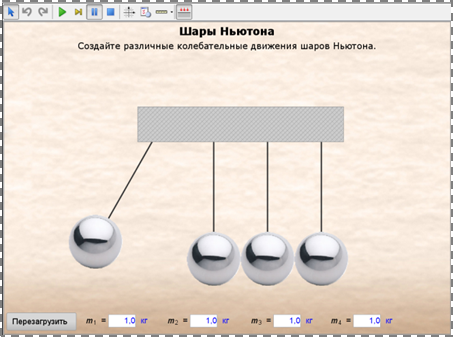 Шары Ньютона
Создайте различные колебательные движения шаров Ньютона.
Перезагрузить m₁ = 1.0 кг m₂ = 1.0 кг m₃ = 1.0 кг m₄ = 1.0 кг